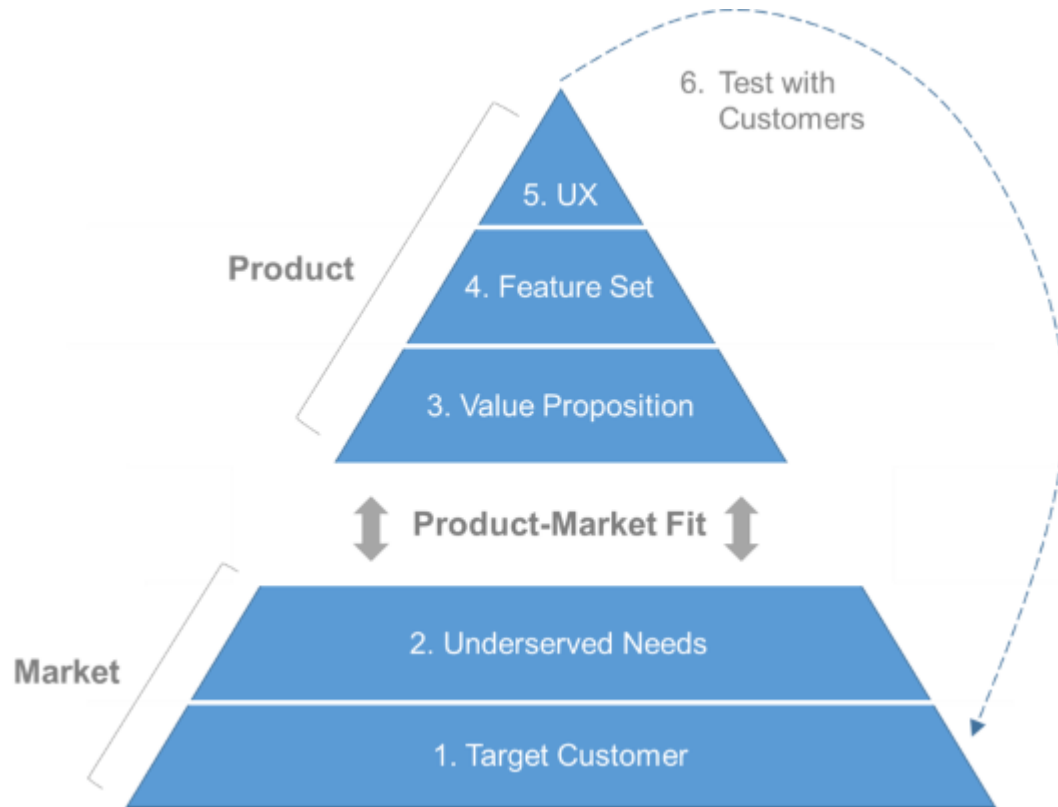 6. Test with
Customers
5. UX
Product
4. Feature Set
3. Value Proposition
Product-Market Fit
2. Underserved Needs
Market
1. Target Customer